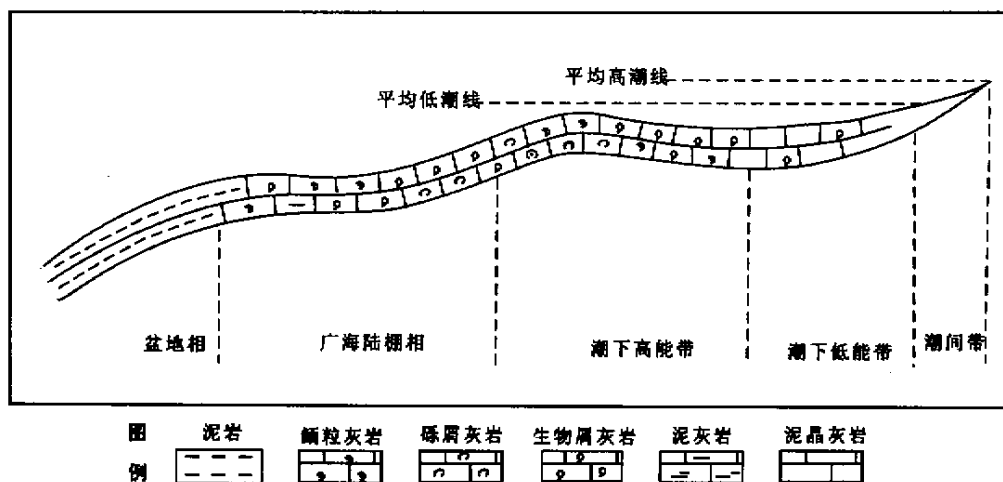 平均高潮线
平均低潮线
盆地相 广海陆棚相 潮下高能带 潮下低能带 潮间带
图例 泥岩 鲕粒灰岩 砾屑灰岩 生物屑灰岩 泥灰岩 泥晶灰岩